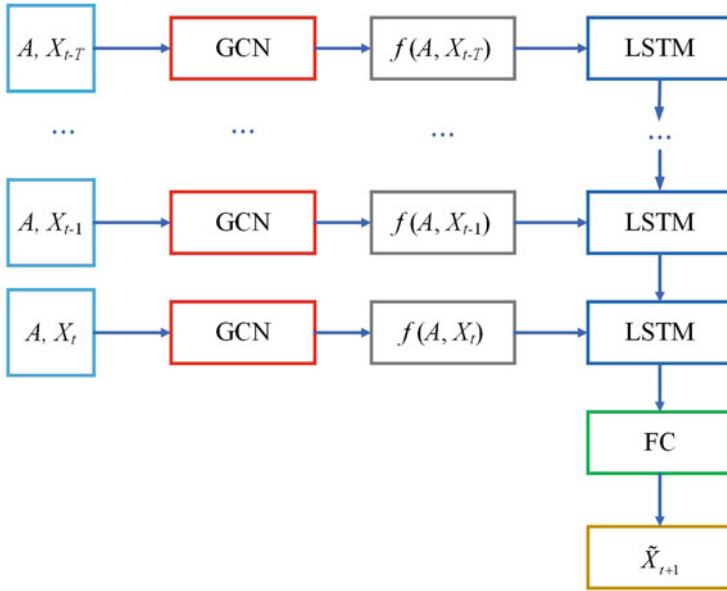 A, X_{t-T} GCN f(A, X_{t-T}) LSTM
... ... ... ...
A, X_{t-1} GCN f(A, X_{t-1}) LSTM
A, X_t GCN f(A, X_t) LSTM
FC
X̃_{t+1}